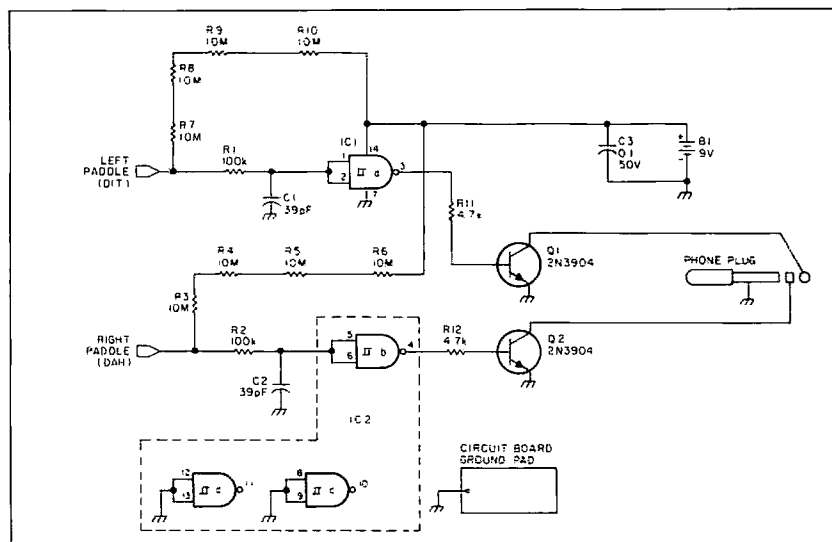 R9
10M
R10
10M
R8
10M
R7
10M
LEFT
PADDLE
(DIT)
R1
100k
C1
39pF
IC1
1
2
14
a
3
7
R11
4.7k
C3
0.1
50V
+
-
B1
9V
Q1
2N3904
PHONE PLUG
R4
10M
R5
10M
R6
10M
R3
10M
RIGHT
PADDLE
(DAH)
R2
100k
C2
39pF
5
6
b
4
R12
4.7k
Q2
2N3904
IC2
12
13
11
8
9
10
CIRCUIT BOARD
GROUND PAD